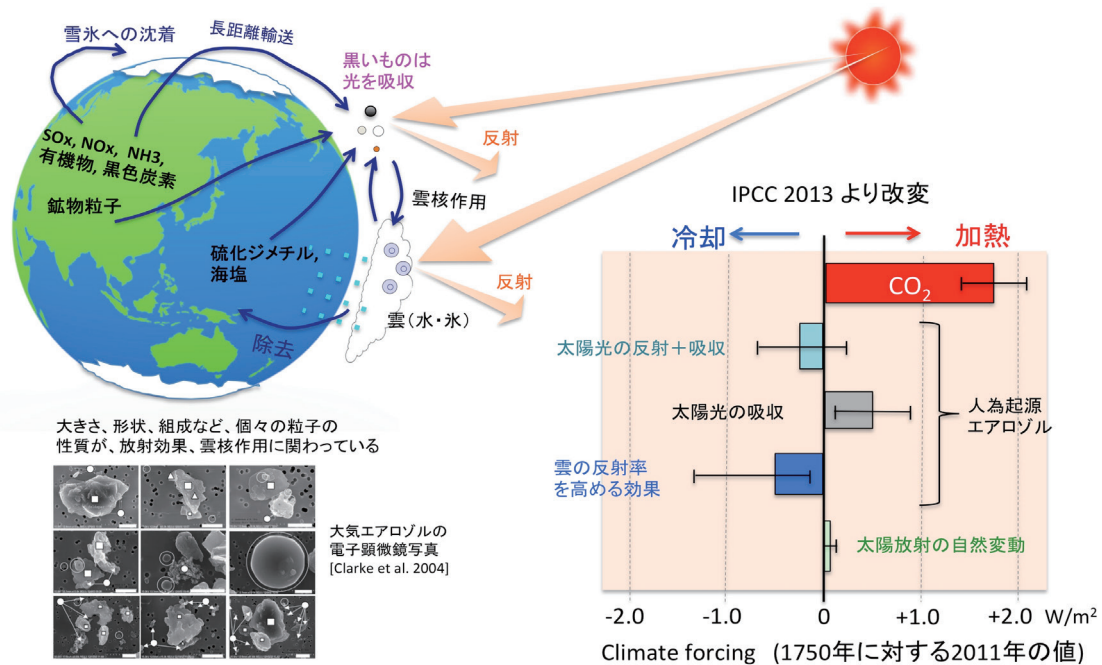 雪氷への沈着
長距離輸送
黒いものは
光を吸収
SOx, NOx, NH3,
有機物, 黒色炭素
鉱物粒子
反射
雲核作用
硫化ジメチル,
海塩
反射
雲(水・氷)
除去
大きさ、形状、組成など、個々の粒子の
性質が、放射効果、雲核作用に関わっている
大気エアロゾルの
電子顕微鏡写真
[Clarke et al. 2004]
IPCC 2013 より改変
冷却
加熱
CO₂
太陽光の反射+吸収
太陽光の吸収
人為起源
エアロゾル
雲の反射率
を高める効果
太陽放射の自然変動
-2.0 -1.0 0 +1.0 +2.0 W/m²
Climate forcing (1750年に対する2011年の値)